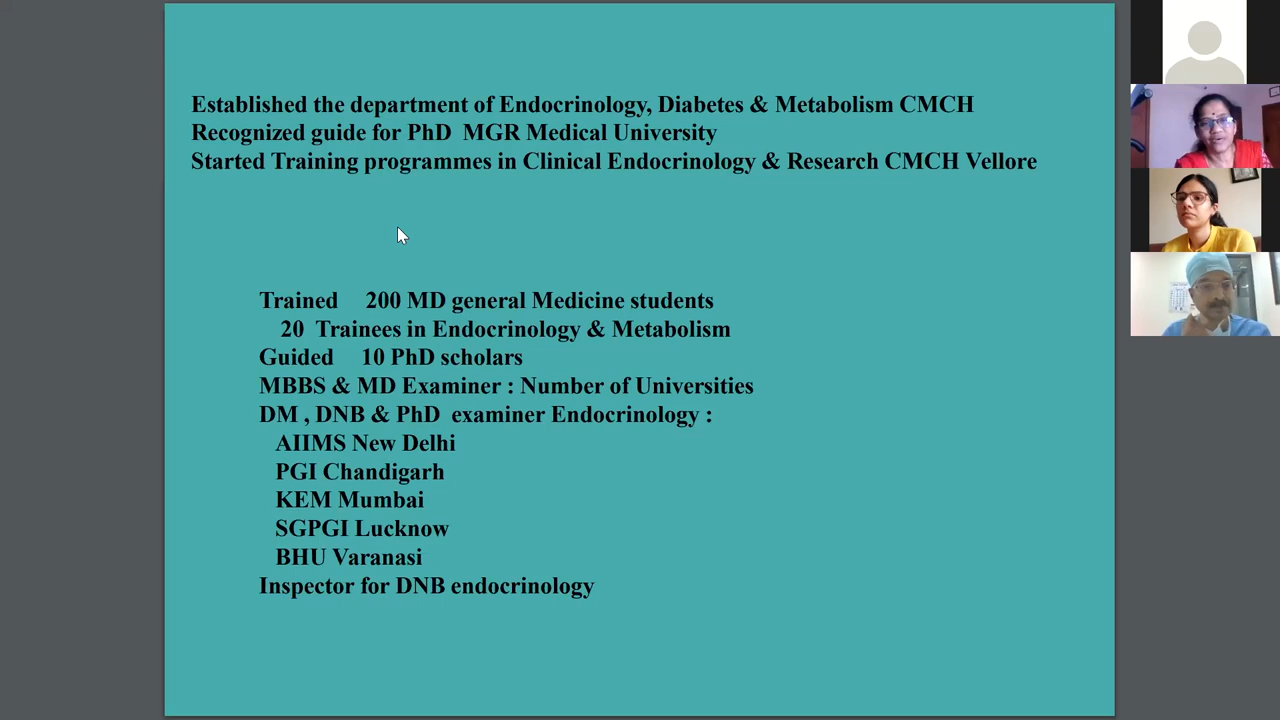 Established the department of Endocrinology, Diabetes & Metabolism CMCH
Recognized guide for PhD MGR Medical University
Started Training programmes in Clinical Endocrinology & Research CMCH Vellore
Trained 200 MD general Medicine students
20 Trainees in Endocrinology & Metabolism
Guided 10 PhD scholars
MBBS & MD Examiner : Number of Universities
DM , DNB & PhD examiner Endocrinology :
AIIMS New Delhi
PGI Chandigarh
KEM Mumbai
SGPGI Lucknow
BHU Varanasi
Inspector for DNB endocrinology